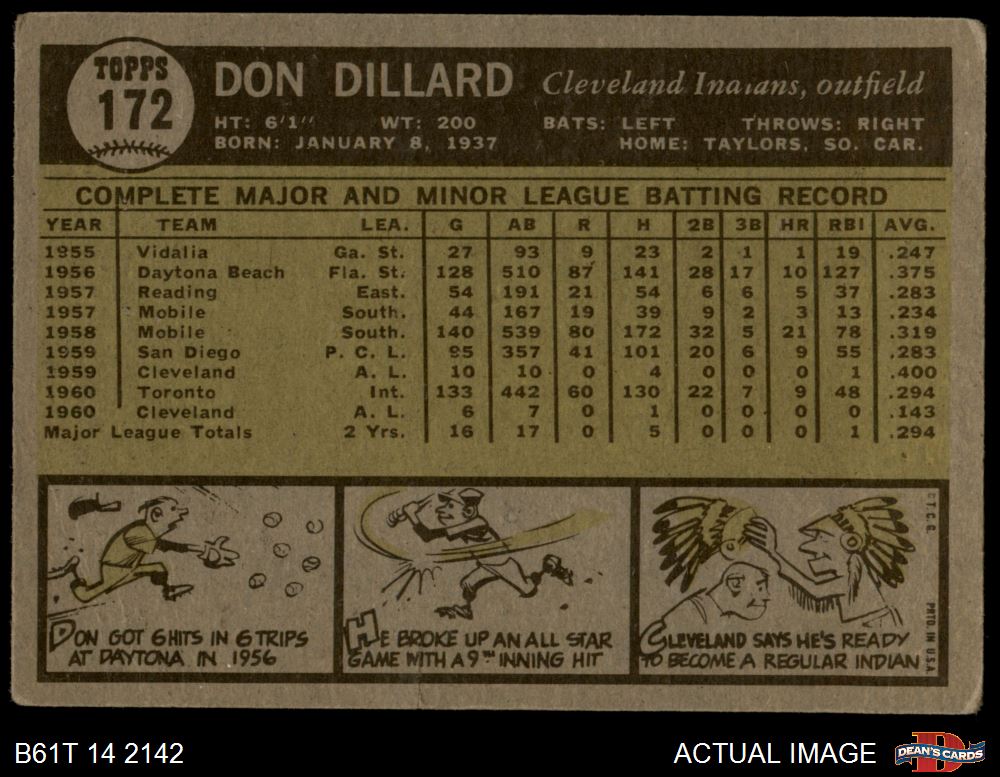 TOPPS
172
DON DILLARD Cleveland Indians, outfield
HT: 6'1" WT: 200 BATS: LEFT THROWS: RIGHT
BORN: JANUARY 8, 1937 HOME: TAYLORS, SO. CAR.
COMPLETE MAJOR AND MINOR LEAGUE BATTING RECORD
YEAR TEAM LEA. G AB R H 2B 3B HR RBI AVG.
1955 Vidalia Ga. St. 27 93 9 23 2 1 1 19 .247
1956 Daytona Beach Fla. St. 128 510 87 141 28 17 10 127 .375
1957 Reading East. 54 191 21 54 6 6 5 37 .283
1957 Mobile South. 44 167 19 39 9 2 3 13 .234
1958 Mobile South. 140 539 80 172 32 5 21 78 .319
1959 San Diego P. C. L. 95 357 41 101 20 6 9 55 .283
1959 Cleveland A. L. 10 10 0 4 0 0 0 1 .400
1960 Toronto Int. 133 442 60 130 22 7 9 48 .294
1960 Cleveland A. L. 6 7 0 1 0 0 0 0 .143
Major League Totals 2 Yrs. 16 17 0 5 0 0 0 1 .294
DON GOT 6 HITS IN 6 TRIPS
AT DAYTONA IN 1956
HE BROKE UP AN ALL STAR
GAME WITH A 9TH INNING HIT
CLEVELAND SAYS HE'S READY
TO BECOME A REGULAR INDIAN
© T. C. G.
PRTD. IN U.S.A.
B61T 14 2142
ACTUAL IMAGE
DEAN'S CARDS